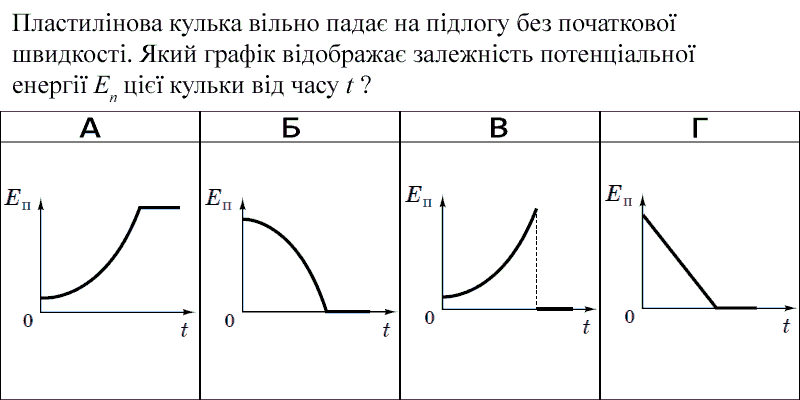 Пластилінова кулька вільно падає на підлогу без початкової
швидкості. Який графік відображає залежність потенціальної
енергії Eп цієї кульки від часу t ?
А Б В Г
Eп Eп Eп Eп
0 t 0 t 0 t 0 t